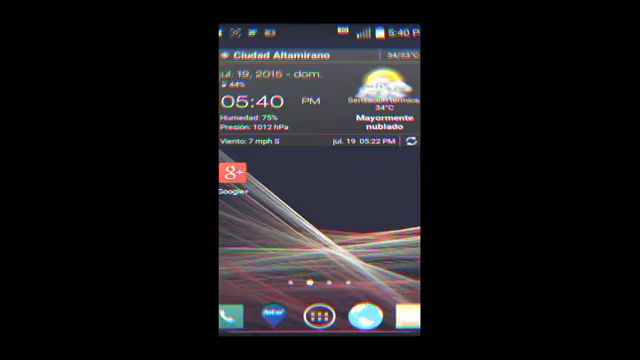 5:40 P
Ciudad Altamirano
34/23°C
jul. 19, 2015 - dom.
44%
05:40 PM
Sensación térmica
34°C
Humedad: 75%
Presión: 1012 hPa
Mayormente
nublado
Viento: 7 mph S
jul. 19 05:22 PM
g+
Google+